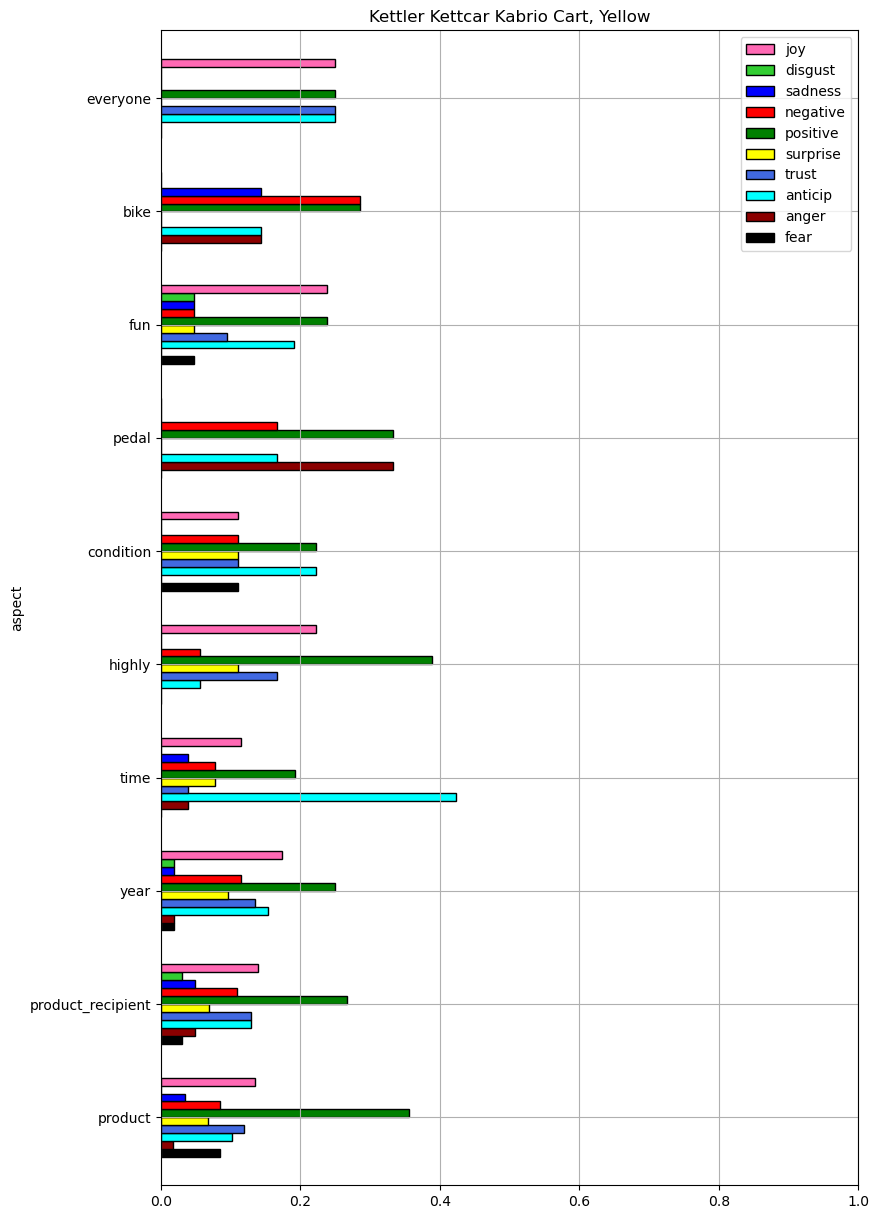 Kettler Kettcar Kabrio Cart, Yellow
joy
disgust
sadness
negative
positive
surprise
trust
anticip
anger
fear
everyone
bike
fun
pedal
condition
highly
time
year
product_recipient
product
aspect
0.0 0.2 0.4 0.6 0.8 1.0